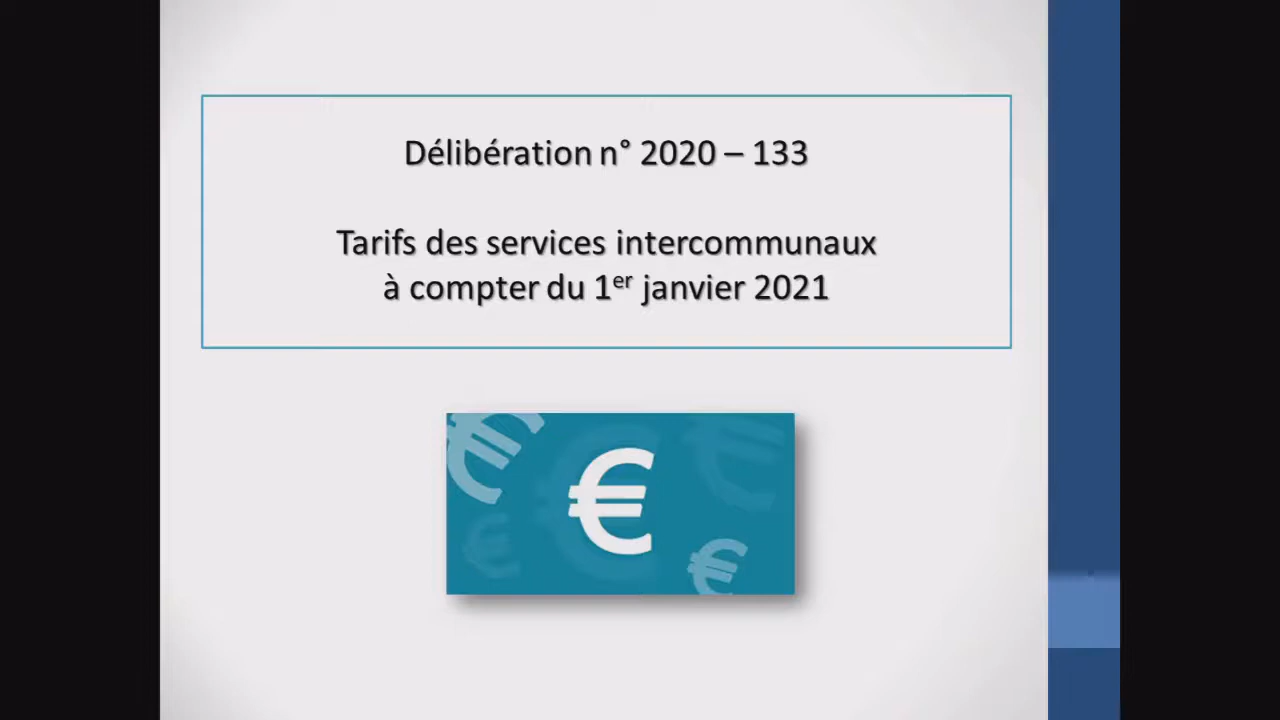 Délibération n° 2020 – 133
Tarifs des services intercommunaux
à compter du 1er janvier 2021
€